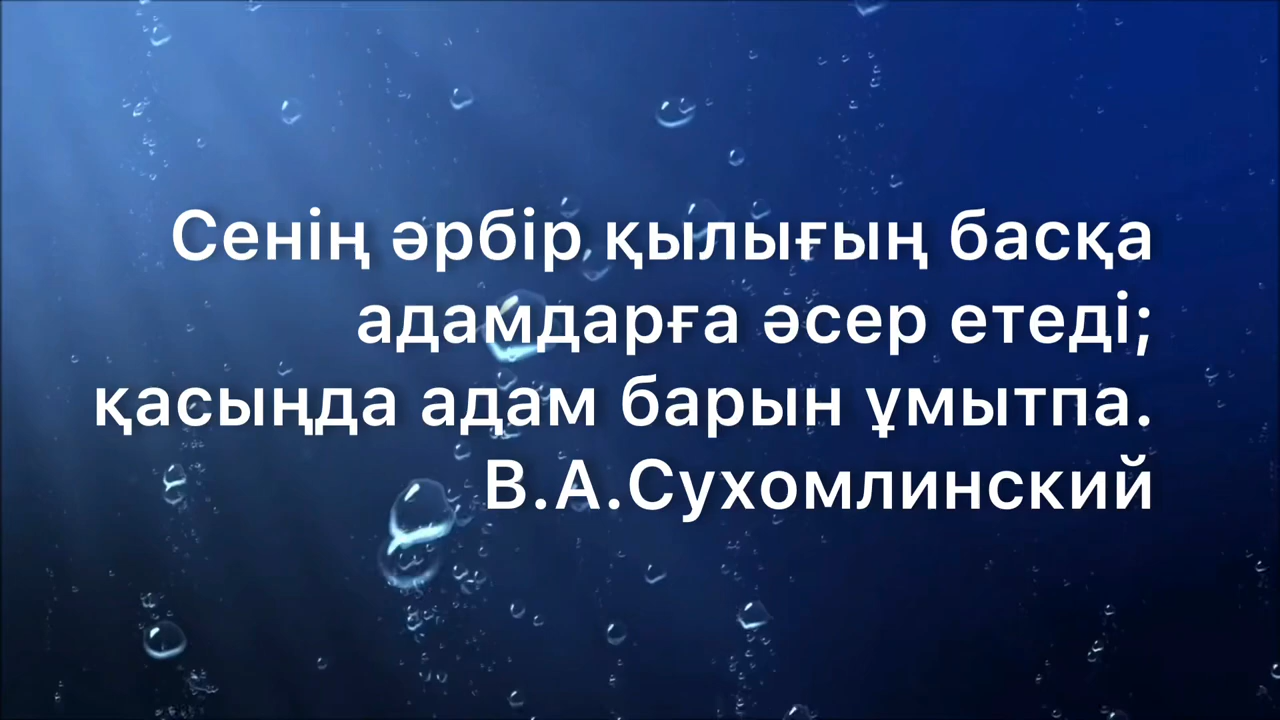 Сенің әрбір қылығың басқа
адамдарға әсер етеді;
қасыңда адам барын ұмытпа.
В.А.Сухомлинский